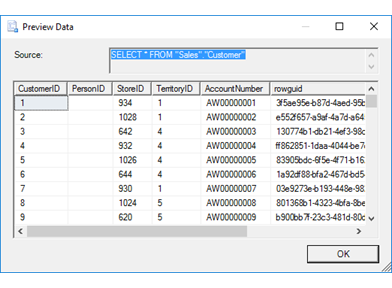 Preview Data
Source:
SELECT * FROM "Sales" "Customer"
CustomerID PersonID StoreID TerritoryID AccountNumber rowguid
1 934 1 AW00000001 3f5ae95e-b87d-4aed-95b
2 1028 1 AW00000002 e552f657-a9af-4a7d-a64
3 642 4 AW00000003 130774b1-db21-4ef3-98c
4 932 4 AW00000004 ff862851-1daa-4044-be7
5 1026 4 AW00000005 83905bdc-6f5e-4f71-b16
6 644 4 AW00000006 1a92df88-bfa2-467d-bd5
7 930 1 AW00000007 03e9273e-b193-448e-98
8 1024 5 AW00000008 801368b1-4323-4bfa-8be
9 620 5 AW00000009 b900bb7f-23c3-481d-80c
OK